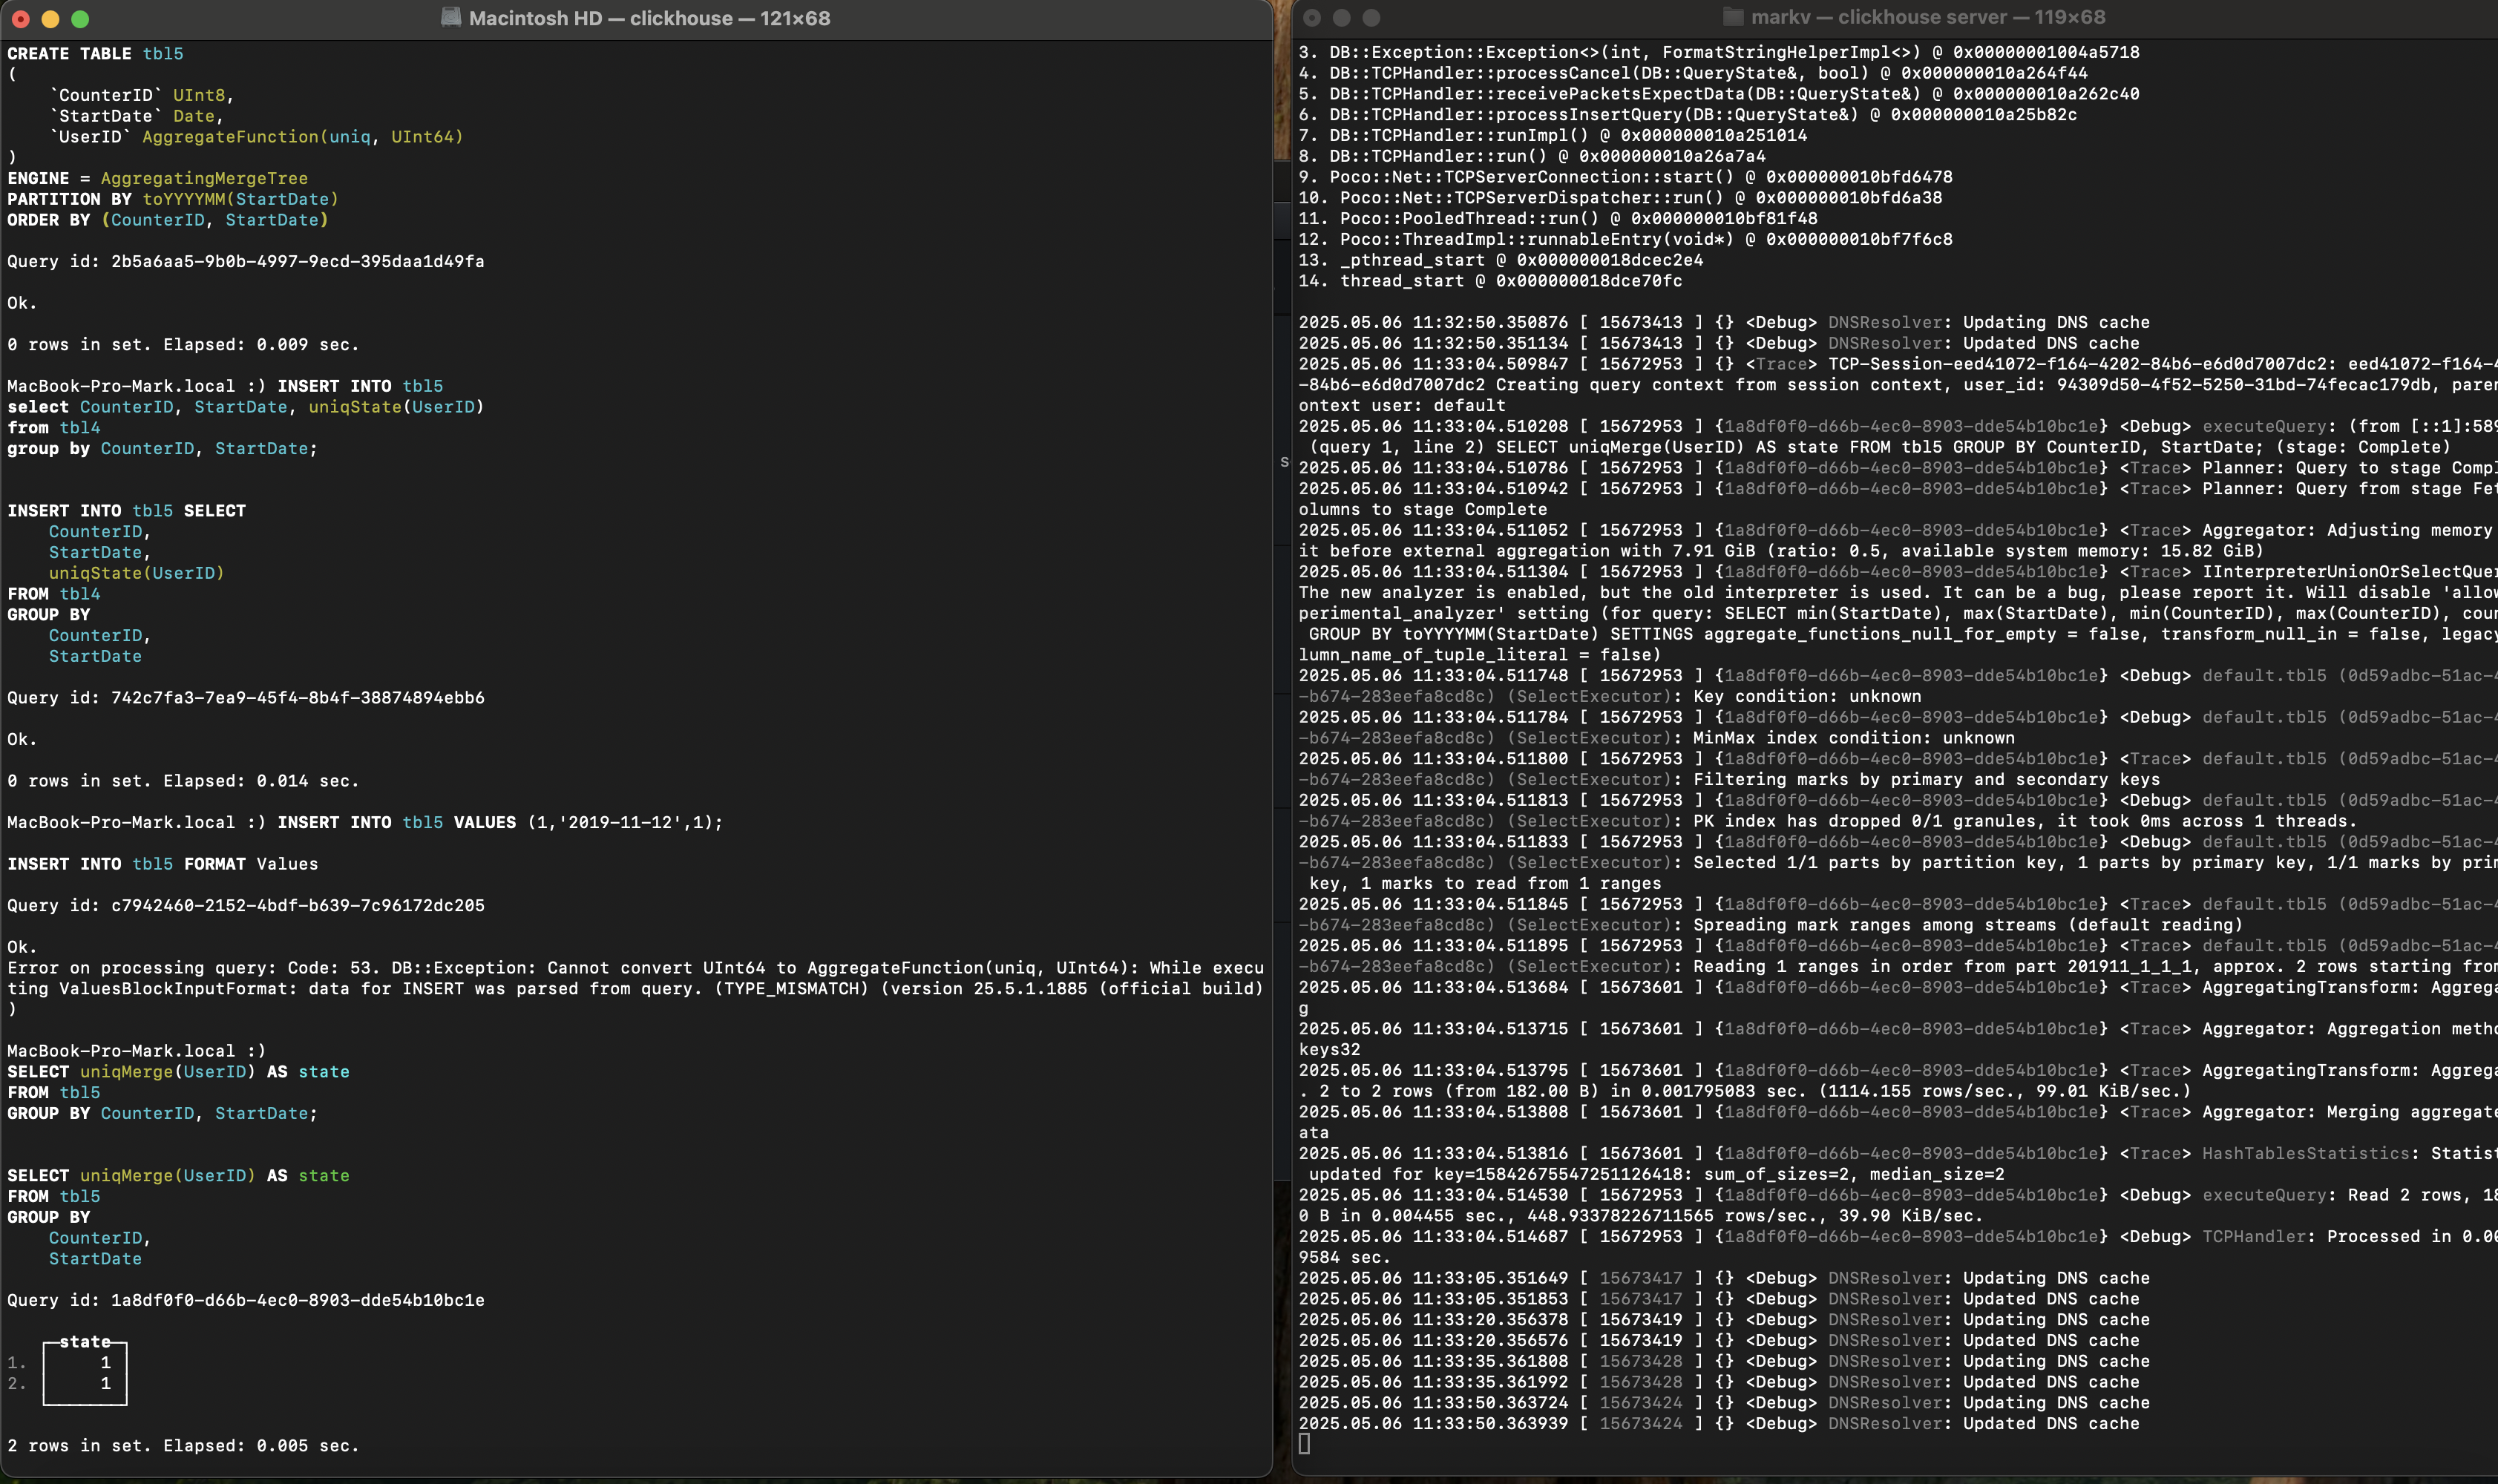 Macintosh HD — clickhouse — 121×68
CREATE TABLE tbl5
(
    `CounterID` UInt8,
    `StartDate` Date,
    `UserID` AggregateFunction(uniq, UInt64)
)
ENGINE = AggregatingMergeTree
PARTITION BY toYYYYMM(StartDate)
ORDER BY (CounterID, StartDate)
Query id: 2b5a6aa5-9b0b-4997-9ecd-395daa1d49fa
Ok.
0 rows in set. Elapsed: 0.009 sec.
MacBook-Pro-Mark.local :) INSERT INTO tbl5
select CounterID, StartDate, uniqState(UserID)
from tbl4
group by CounterID, StartDate;
INSERT INTO tbl5 SELECT
    CounterID,
    StartDate,
    uniqState(UserID)
FROM tbl4
GROUP BY
    CounterID,
    StartDate
Query id: 742c7fa3-7ea9-45f4-8b4f-38874894ebb6
Ok.
0 rows in set. Elapsed: 0.014 sec.
MacBook-Pro-Mark.local :) INSERT INTO tbl5 VALUES (1,'2019-11-12',1);
INSERT INTO tbl5 FORMAT Values
Query id: c7942460-2152-4bdf-b639-7c96172dc205
Ok.
Error on processing query: Code: 53. DB::Exception: Cannot convert UInt64 to AggregateFunction(uniq, UInt64): While execu
ting ValuesBlockInputFormat: data for INSERT was parsed from query. (TYPE_MISMATCH) (version 25.5.1.1885 (official build)
)
MacBook-Pro-Mark.local :)
SELECT uniqMerge(UserID) AS state
FROM tbl5
GROUP BY CounterID, StartDate;
SELECT uniqMerge(UserID) AS state
FROM tbl5
GROUP BY
    CounterID,
    StartDate
Query id: 1a8df0f0-d66b-4ec0-8903-dde54b10bc1e
state
1. 1
2. 1
2 rows in set. Elapsed: 0.005 sec.
markv — clickhouse server — 119×68
3. DB::Exception::Exception<>(int, FormatStringHelperImpl<>) @ 0x00000001004a5718
4. DB::TCPHandler::processCancel(DB::QueryState&, bool) @ 0x000000010a264f44
5. DB::TCPHandler::receivePacketsExpectData(DB::QueryState&) @ 0x000000010a262c40
6. DB::TCPHandler::processInsertQuery(DB::QueryState&) @ 0x000000010a25b82c
7. DB::TCPHandler::runImpl() @ 0x000000010a251014
8. DB::TCPHandler::run() @ 0x000000010a26a7a4
9. Poco::Net::TCPServerConnection::start() @ 0x000000010bfd6478
10. Poco::Net::TCPServerDispatcher::run() @ 0x000000010bfd6a38
11. Poco::PooledThread::run() @ 0x000000010bf81f48
12. Poco::ThreadImpl::runnableEntry(void*) @ 0x000000010bf7f6c8
13. _pthread_start @ 0x000000018dcec2e4
14. thread_start @ 0x000000018dce70fc
2025.05.06 11:32:50.350876 [ 15673413 ] {} <Debug> DNSResolver: Updating DNS cache
2025.05.06 11:32:50.351134 [ 15673413 ] {} <Debug> DNSResolver: Updated DNS cache
2025.05.06 11:33:04.509847 [ 15672953 ] {} <Trace> TCP-Session-eed41072-f164-4202-84b6-e6d0d7007dc2: eed41072-f164-4
-84b6-e6d0d7007dc2 Creating query context from session context, user_id: 94309d50-4f52-5250-31bd-74fecac179db, paren
ontext user: default
2025.05.06 11:33:04.510208 [ 15672953 ] {1a8df0f0-d66b-4ec0-8903-dde54b10bc1e} <Debug> executeQuery: (from [::1]:589
(query 1, line 2) SELECT uniqMerge(UserID) AS state FROM tbl5 GROUP BY CounterID, StartDate; (stage: Complete)
2025.05.06 11:33:04.510786 [ 15672953 ] {1a8df0f0-d66b-4ec0-8903-dde54b10bc1e} <Trace> Planner: Query to stage Compl
2025.05.06 11:33:04.510942 [ 15672953 ] {1a8df0f0-d66b-4ec0-8903-dde54b10bc1e} <Trace> Planner: Query from stage Fet
olumns to stage Complete
2025.05.06 11:33:04.511052 [ 15672953 ] {1a8df0f0-d66b-4ec0-8903-dde54b10bc1e} <Trace> Aggregator: Adjusting memory
it before external aggregation with 7.91 GiB (ratio: 0.5, available system memory: 15.82 GiB)
2025.05.06 11:33:04.511304 [ 15672953 ] {1a8df0f0-d66b-4ec0-8903-dde54b10bc1e} <Trace> IInterpreterUnionOrSelectQuer
The new analyzer is enabled, but the old interpreter is used. It can be a bug, please report it. Will disable 'allow
perimental_analyzer' setting (for query: SELECT min(StartDate), max(StartDate), min(CounterID), max(CounterID), coun
GROUP BY toYYYYMM(StartDate) SETTINGS aggregate_functions_null_for_empty = false, transform_null_in = false, legacy
lumn_name_of_tuple_literal = false)
2025.05.06 11:33:04.511748 [ 15672953 ] {1a8df0f0-d66b-4ec0-8903-dde54b10bc1e} <Debug> default.tbl5 (0d59adbc-51ac-4
-b674-283eefa8cd8c) (SelectExecutor): Key condition: unknown
2025.05.06 11:33:04.511784 [ 15672953 ] {1a8df0f0-d66b-4ec0-8903-dde54b10bc1e} <Debug> default.tbl5 (0d59adbc-51ac-4
-b674-283eefa8cd8c) (SelectExecutor): MinMax index condition: unknown
2025.05.06 11:33:04.511800 [ 15672953 ] {1a8df0f0-d66b-4ec0-8903-dde54b10bc1e} <Trace> default.tbl5 (0d59adbc-51ac-4
-b674-283eefa8cd8c) (SelectExecutor): Filtering marks by primary and secondary keys
2025.05.06 11:33:04.511813 [ 15672953 ] {1a8df0f0-d66b-4ec0-8903-dde54b10bc1e} <Debug> default.tbl5 (0d59adbc-51ac-4
-b674-283eefa8cd8c) (SelectExecutor): PK index has dropped 0/1 granules, it took 0ms across 1 threads.
2025.05.06 11:33:04.511833 [ 15672953 ] {1a8df0f0-d66b-4ec0-8903-dde54b10bc1e} <Debug> default.tbl5 (0d59adbc-51ac-4
-b674-283eefa8cd8c) (SelectExecutor): Selected 1/1 parts by partition key, 1 parts by primary key, 1/1 marks by prim
key, 1 marks to read from 1 ranges
2025.05.06 11:33:04.511845 [ 15672953 ] {1a8df0f0-d66b-4ec0-8903-dde54b10bc1e} <Trace> default.tbl5 (0d59adbc-51ac-4
-b674-283eefa8cd8c) (SelectExecutor): Spreading mark ranges among streams (default reading)
2025.05.06 11:33:04.511895 [ 15672953 ] {1a8df0f0-d66b-4ec0-8903-dde54b10bc1e} <Trace> default.tbl5 (0d59adbc-51ac-4
-b674-283eefa8cd8c) (SelectExecutor): Reading 1 ranges in order from part 201911_1_1_1, approx. 2 rows starting from
2025.05.06 11:33:04.513684 [ 15673601 ] {1a8df0f0-d66b-4ec0-8903-dde54b10bc1e} <Trace> AggregatingTransform: Aggrega
g
2025.05.06 11:33:04.513715 [ 15673601 ] {1a8df0f0-d66b-4ec0-8903-dde54b10bc1e} <Trace> Aggregator: Aggregation metho
keys32
2025.05.06 11:33:04.513795 [ 15673601 ] {1a8df0f0-d66b-4ec0-8903-dde54b10bc1e} <Trace> AggregatingTransform: Aggrega
. 2 to 2 rows (from 182.00 B) in 0.001795083 sec. (1114.155 rows/sec., 99.01 KiB/sec.)
2025.05.06 11:33:04.513808 [ 15673601 ] {1a8df0f0-d66b-4ec0-8903-dde54b10bc1e} <Trace> Aggregator: Merging aggregate
ata
2025.05.06 11:33:04.513816 [ 15673601 ] {1a8df0f0-d66b-4ec0-8903-dde54b10bc1e} <Trace> HashTablesStatistics: Statist
updated for key=15842675547251126418: sum_of_sizes=2, median_size=2
2025.05.06 11:33:04.514530 [ 15672953 ] {1a8df0f0-d66b-4ec0-8903-dde54b10bc1e} <Debug> executeQuery: Read 2 rows, 18
0 B in 0.004455 sec., 448.93378226711565 rows/sec., 39.90 KiB/sec.
2025.05.06 11:33:04.514687 [ 15672953 ] {1a8df0f0-d66b-4ec0-8903-dde54b10bc1e} <Debug> TCPHandler: Processed in 0.00
9584 sec.
2025.05.06 11:33:05.351649 [ 15673417 ] {} <Debug> DNSResolver: Updating DNS cache
2025.05.06 11:33:05.351853 [ 15673417 ] {} <Debug> DNSResolver: Updated DNS cache
2025.05.06 11:33:20.356378 [ 15673419 ] {} <Debug> DNSResolver: Updating DNS cache
2025.05.06 11:33:20.356576 [ 15673419 ] {} <Debug> DNSResolver: Updated DNS cache
2025.05.06 11:33:35.361808 [ 15673428 ] {} <Debug> DNSResolver: Updating DNS cache
2025.05.06 11:33:35.361992 [ 15673428 ] {} <Debug> DNSResolver: Updated DNS cache
2025.05.06 11:33:50.363724 [ 15673424 ] {} <Debug> DNSResolver: Updating DNS cache
2025.05.06 11:33:50.363939 [ 15673424 ] {} <Debug> DNSResolver: Updated DNS cache